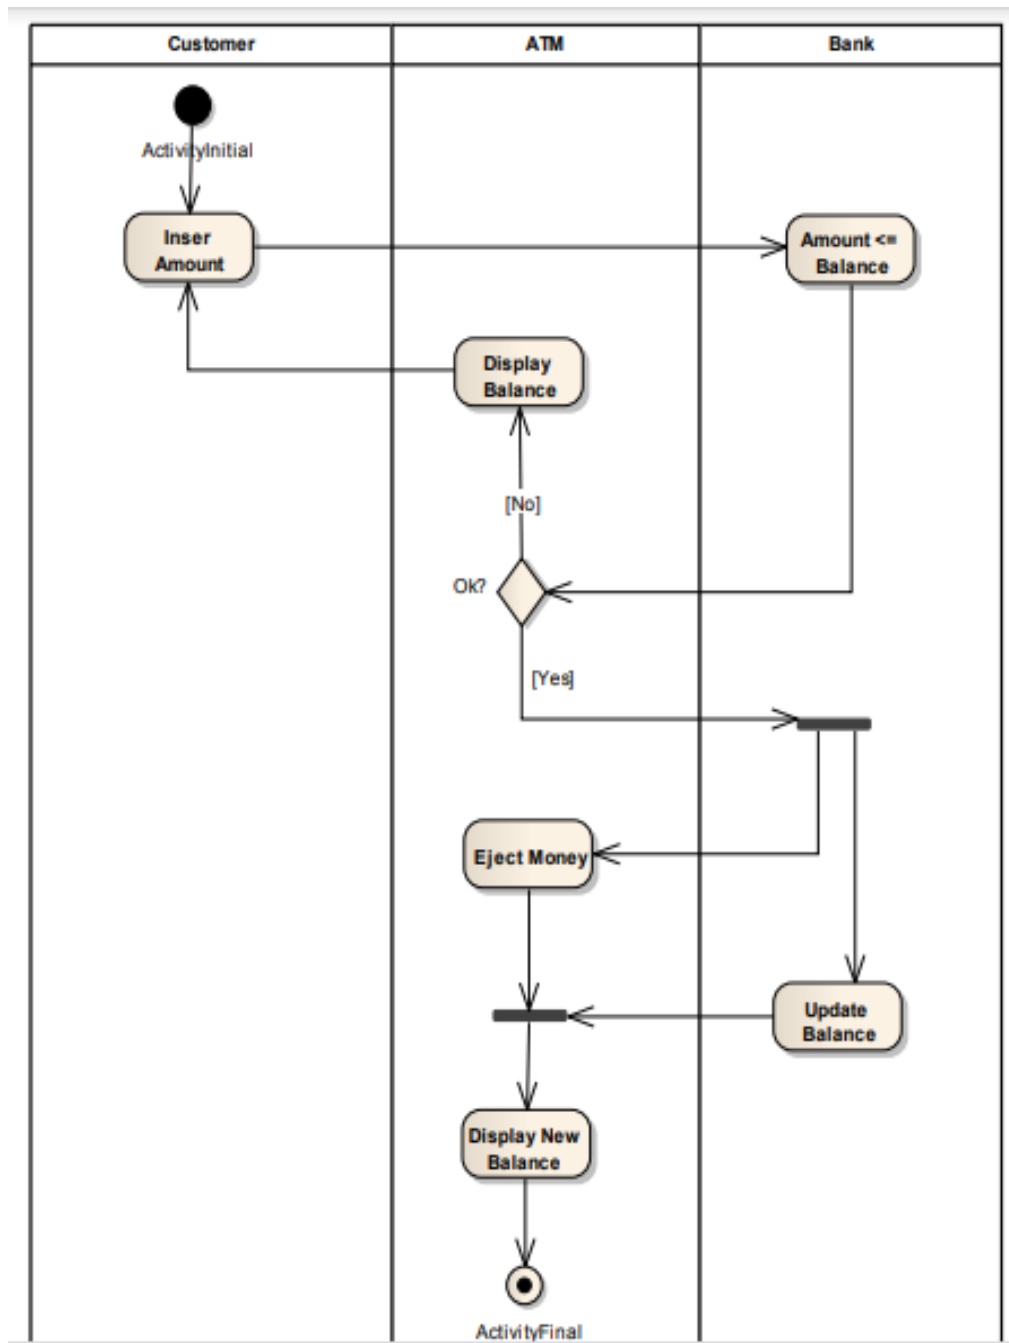 Customer
ATM
Bank
ActivityInitial
Inser
Amount
Amount <=
Balance
Display
Balance
[No]
Ok?
[Yes]
Eject Money
Update
Balance
Display New
Balance
ActivityFinal